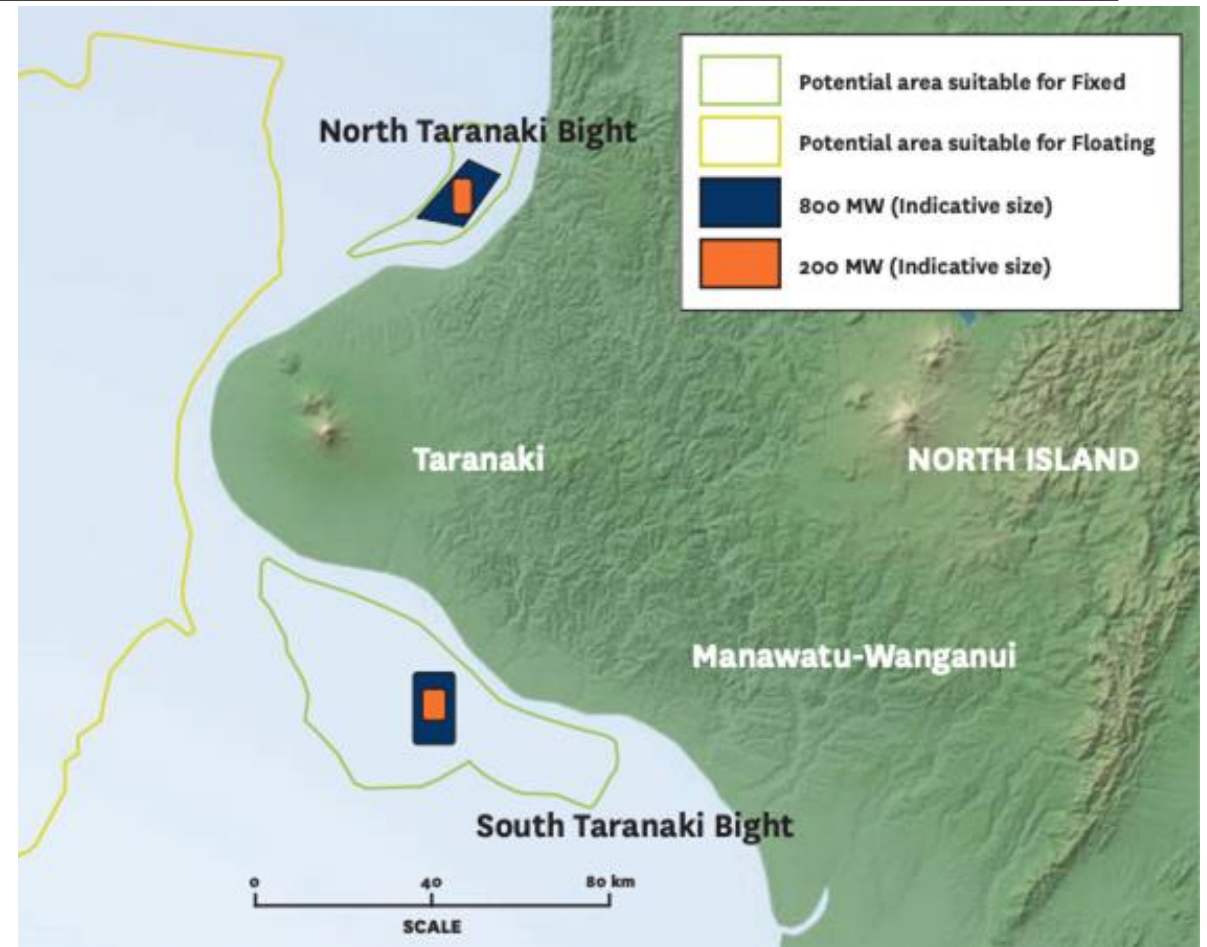 Potential area suitable for Fixed
Potential area suitable for Floating
800 MW (Indicative size)
200 MW (Indicative size)
North Taranaki Bight
Taranaki
NORTH ISLAND
Manawatu-Wanganui
South Taranaki Bight
0 40 80 km
SCALE